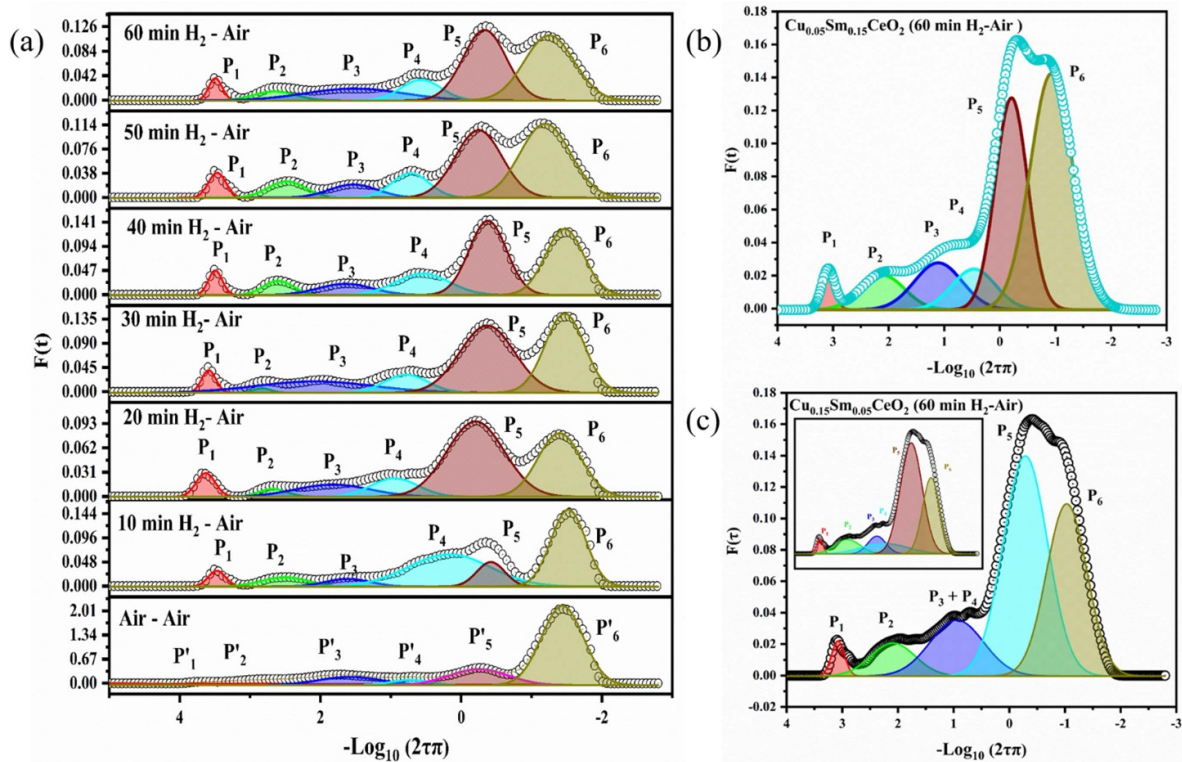 (a)
60 min H₂ - Air
0.126
0.084
0.042
0.000
P₁ P₂ P₃ P₄ P₅ P₆
50 min H₂ - Air
0.114
0.076
0.038
0.000
P₁ P₂ P₃ P₄ P₅ P₆
40 min H₂ - Air
0.141
0.094
0.047
0.000
P₁ P₂ P₃ P₄ P₅ P₆
30 min H₂ - Air
0.135
0.090
0.045
0.000
P₁ P₂ P₃ P₄ P₅ P₆
20 min H₂- Air
0.093
0.062
0.031
0.000
P₁ P₂ P₃ P₄ P₅ P₆
10 min H₂ - Air
0.144
0.096
0.048
0.000
P₁ P₂ P₃ P₄ P₅ P₆
Air - Air
2.01
1.34
0.67
0.00
P'₁ P'₂ P'₃ P'₄ P'₅ P'₆
F(t)
4 2 0 -2
-Log₁₀ (2τπ)
(b)
Cu₀.₀₅Sm₀.₁₅CeO₂ (60 min H₂-Air )
0.18
0.16
0.14
0.12
0.10
0.08
0.06
0.04
0.02
0.00
F(t)
P₁ P₂ P₃ P₄ P₅ P₆
4 3 2 1 0 -1 -2 -3
-Log₁₀ (2τπ)
(c)
Cu₀.₁₅Sm₀.₀₅CeO₂ (60 min H₂-Air)
0.18
0.16
0.14
0.12
0.10
0.08
0.06
0.04
0.02
0.00
-0.02
F(τ)
P₁ P₂ P₃ P₄ P₅ P₆
P₁ P₂ P₃ + P₄ P₅ P₆
4 3 2 1 0 -1 -2 -3
-Log₁₀ (2τπ)